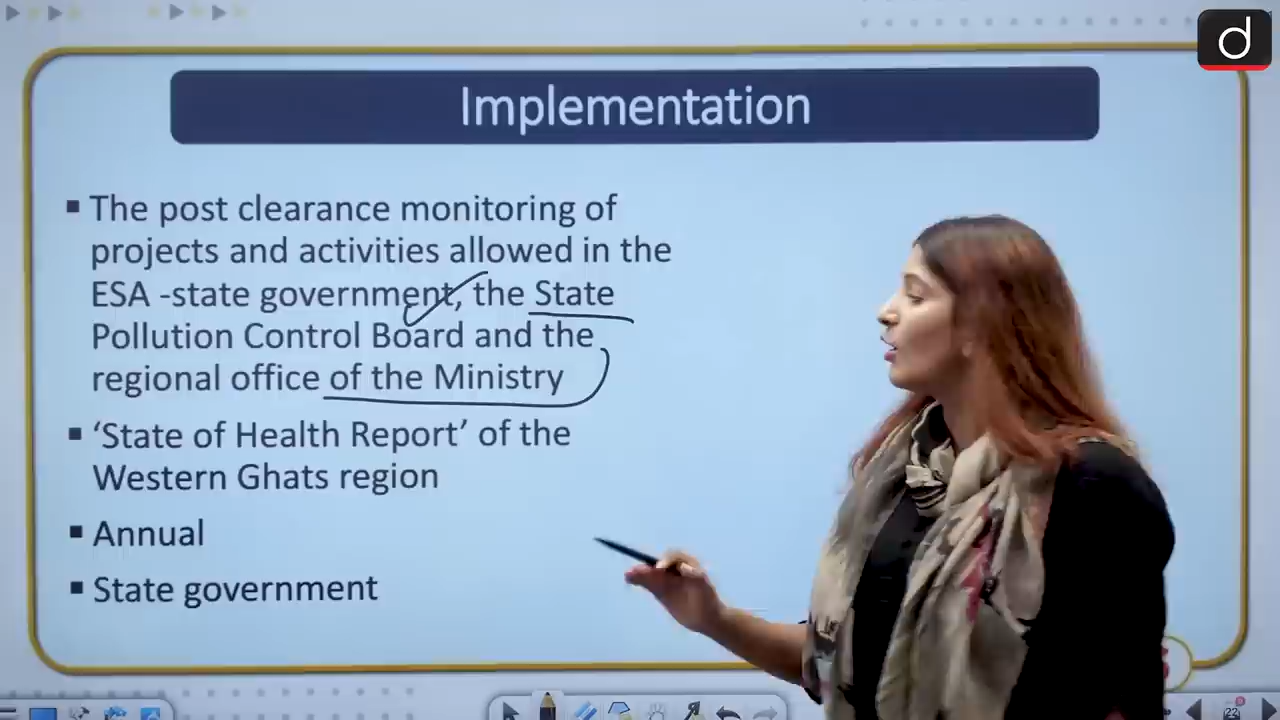 d
Implementation
▪ The post clearance monitoring of
projects and activities allowed in the
ESA -state government, the State
Pollution Control Board and the
regional office of the Ministry
▪ ‘State of Health Report’ of the
Western Ghats region
▪ Annual
▪ State government
22